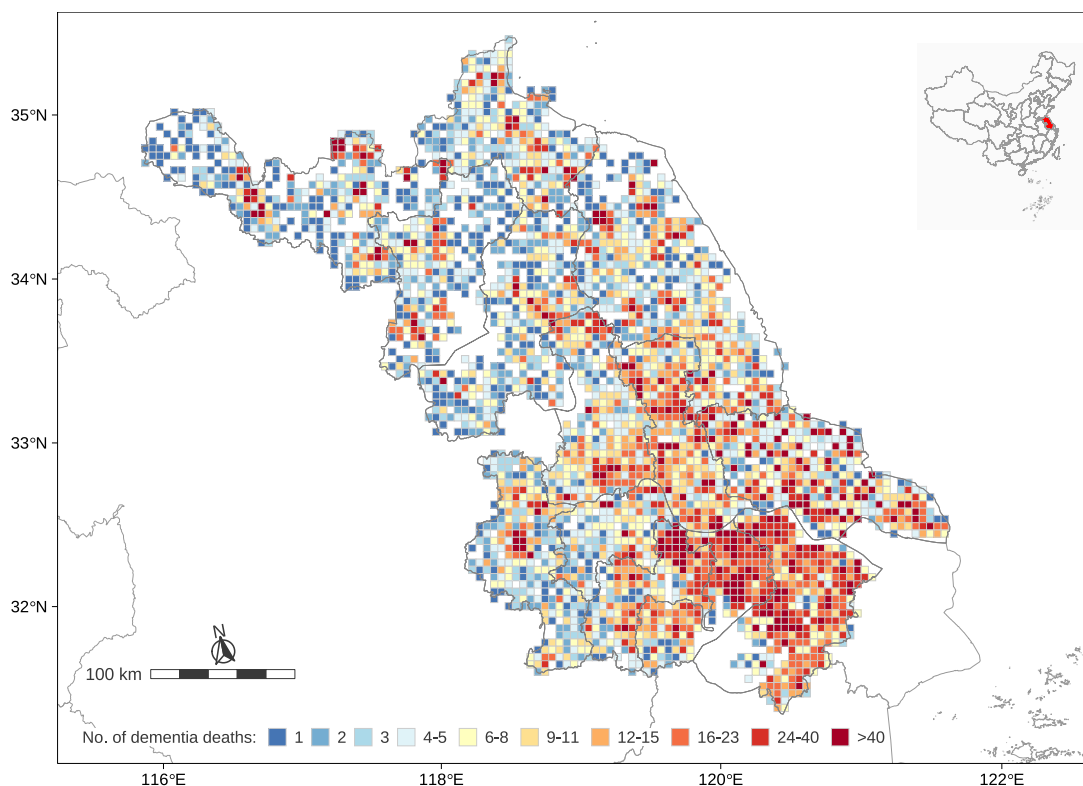 35°N
34°N
33°N
32°N
N
100 km
No. of dementia deaths: 1 2 3 4-5 6-8 9-11 12-15 16-23 24-40 >40
116°E 118°E 120°E 122°E